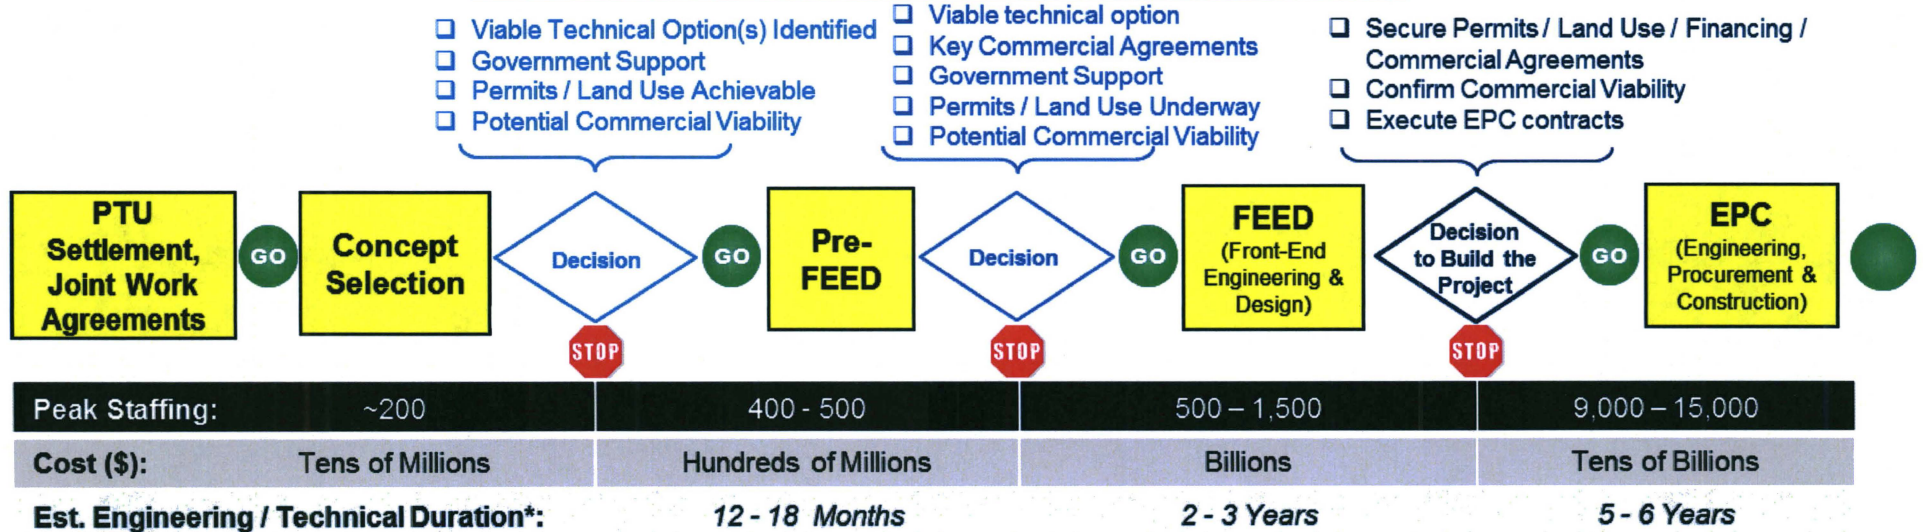 ☐ Viable Technical Option(s) Identified
☐ Government Support
☐ Permits / Land Use Achievable
☐ Potential Commercial Viability
☐ Viable technical option
☐ Key Commercial Agreements
☐ Government Support
☐ Permits / Land Use Underway
☐ Potential Commercial Viability
☐ Secure Permits / Land Use / Financing /
Commercial Agreements
☐ Confirm Commercial Viability
☐ Execute EPC contracts
PTU
Settlement,
Joint Work
Agreements
GO
Concept
Selection
Decision
STOP
GO
Pre-
FEED
Decision
STOP
GO
FEED
(Front-End
Engineering &
Design)
Decision
to Build the
Project
STOP
GO
EPC
(Engineering,
Procurement &
Construction)
Peak Staffing: ~200 400 - 500 500 – 1,500 9,000 – 15,000
Cost ($): Tens of Millions Hundreds of Millions Billions Tens of Billions
Est. Engineering / Technical Duration*: 12 - 18 Months 2 - 3 Years 5 - 6 Years